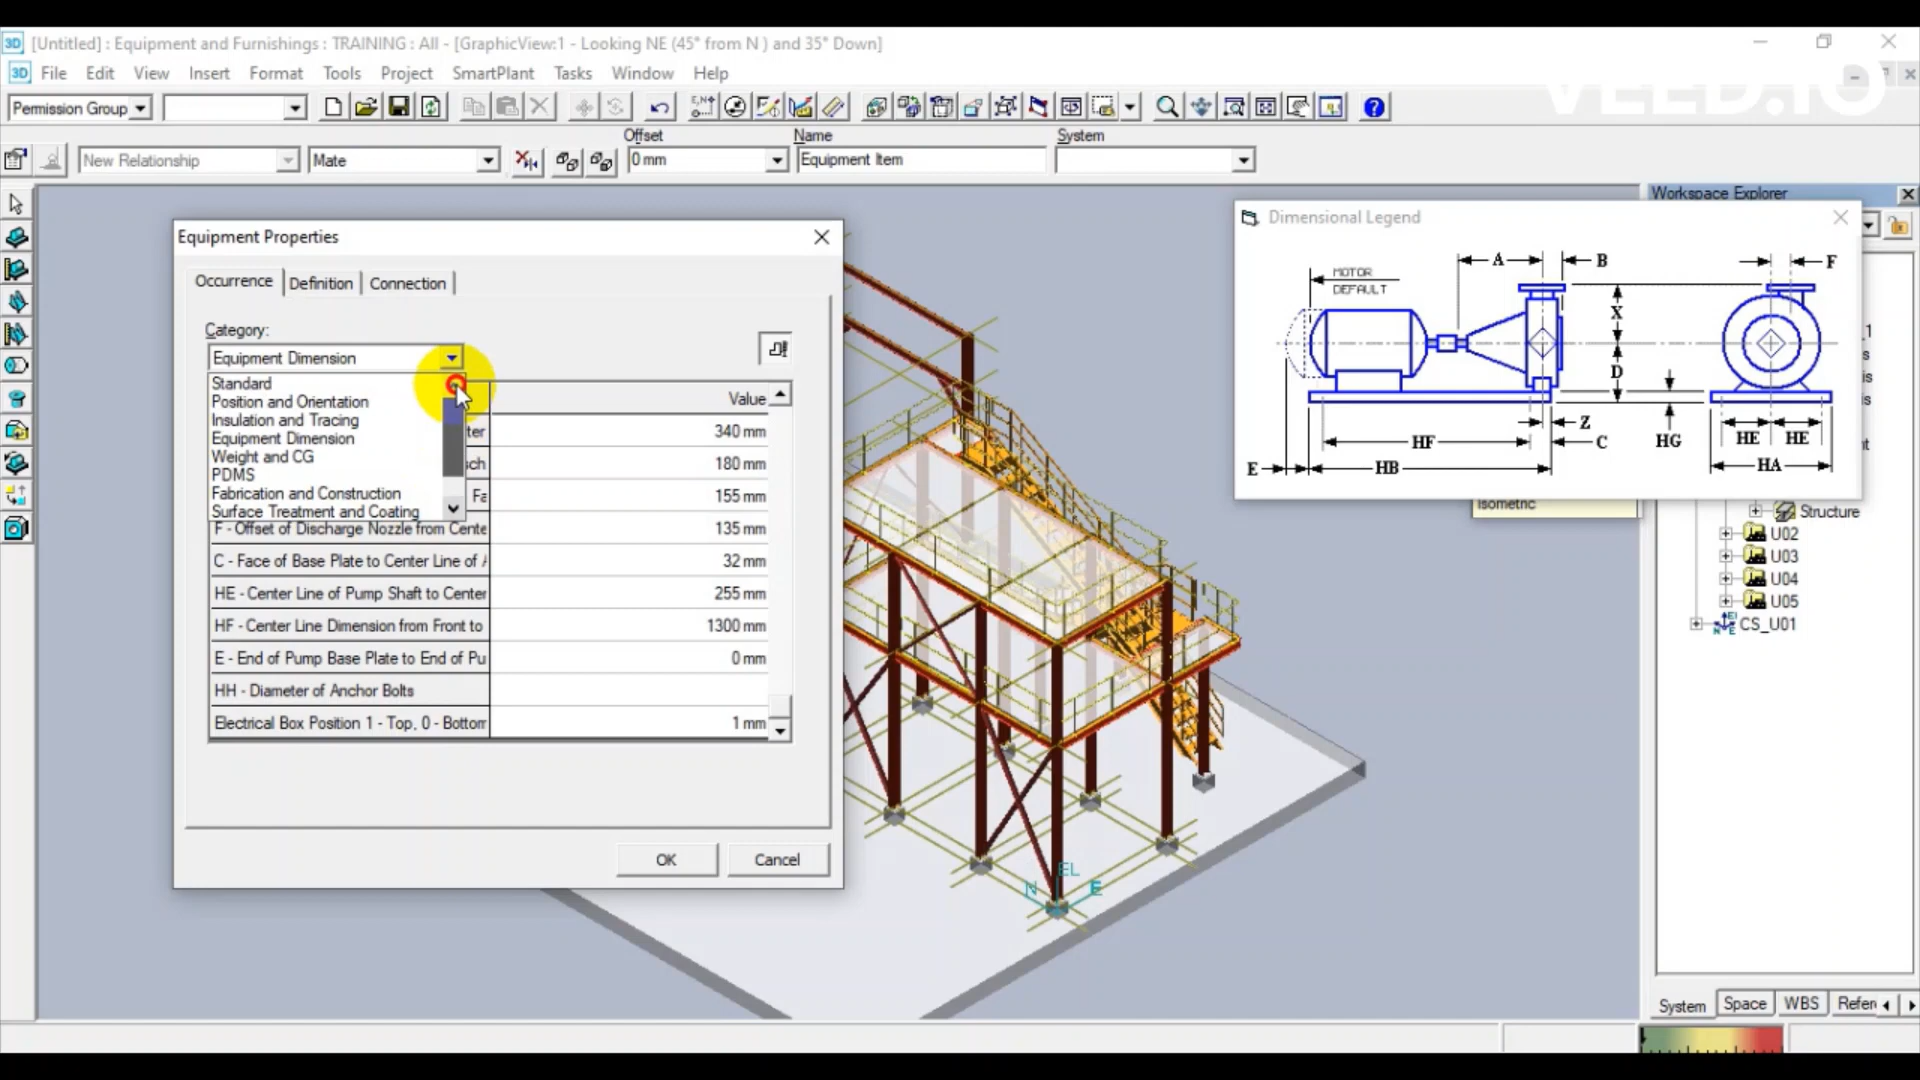 [Untitled] : Equipment and Furnishings : TRAINING : All - [GraphicView:1 - Looking NE (45° from N ) and 35° Down]
File Edit View Insert Format Tools Project SmartPlant Tasks Window Help
VEED.IO
Permission Group
Offset Name System
New Relationship Mate 0 mm Equipment Item
Workspace Explorer
Equipment Properties
Occurrence Definition Connection
Category:
Equipment Dimension
Standard
Position and Orientation
Insulation and Tracing
Equipment Dimension
Weight and CG
PDMS
Fabrication and Construction
Surface Treatment and Coating
Value
340 mm
180 mm
155 mm
F - Offset of Discharge Nozzle from Cente 135 mm
C - Face of Base Plate to Center Line of 32 mm
HE - Center Line of Pump Shaft to Center 255 mm
HF - Center Line Dimension from Front to 1300 mm
E - End of Pump Base Plate to End of Pu 0 mm
HH - Diameter of Anchor Bolts
Electrical Box Position 1 - Top, 0 - Bottom 1 mm
OK Cancel
Dimensional Legend
A B F
MOTOR
DEFAULT
X
D
Z
HF C HG HE HE
E HB HA
Isometric
Structure
U02
U03
U04
U05
CS_U01
EL
N E
System Space WBS Refer